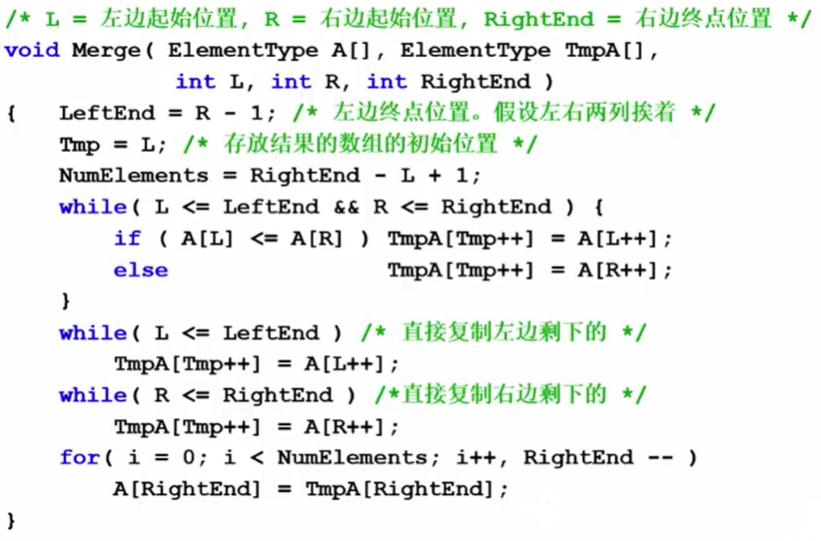 /* L = 左边起始位置, R = 右边起始位置, RightEnd = 右边终点位置 */
void Merge( ElementType A[], ElementType TmpA[],
            int L, int R, int RightEnd )
{   LeftEnd = R - 1; /* 左边终点位置。假设左右两列挨着 */
    Tmp = L; /* 存放结果的数组的初始位置 */
    NumElements = RightEnd - L + 1;
    while( L <= LeftEnd && R <= RightEnd ) {
        if ( A[L] <= A[R] ) TmpA[Tmp++] = A[L++];
        else                TmpA[Tmp++] = A[R++];
    }
    while( L <= LeftEnd ) /* 直接复制左边剩下的 */
        TmpA[Tmp++] = A[L++];
    while( R <= RightEnd ) /*直接复制右边剩下的 */
        TmpA[Tmp++] = A[R++];
    for( i = 0; i < NumElements; i++, RightEnd -- )
        A[RightEnd] = TmpA[RightEnd];
}